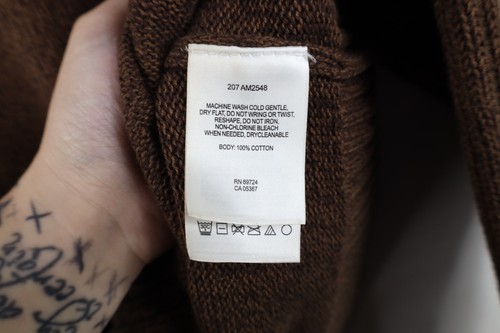 207 AM2548
MACHINE WASH COLD GENTLE,
DRY FLAT, DO NOT WRING OR TWIST,
RESHAPE, DO NOT IRON,
NON-CHLORINE BLEACH
WHEN NEEDED, DRYCLEANABLE
BODY: 100% COTTON
RN 69724
CA 05367